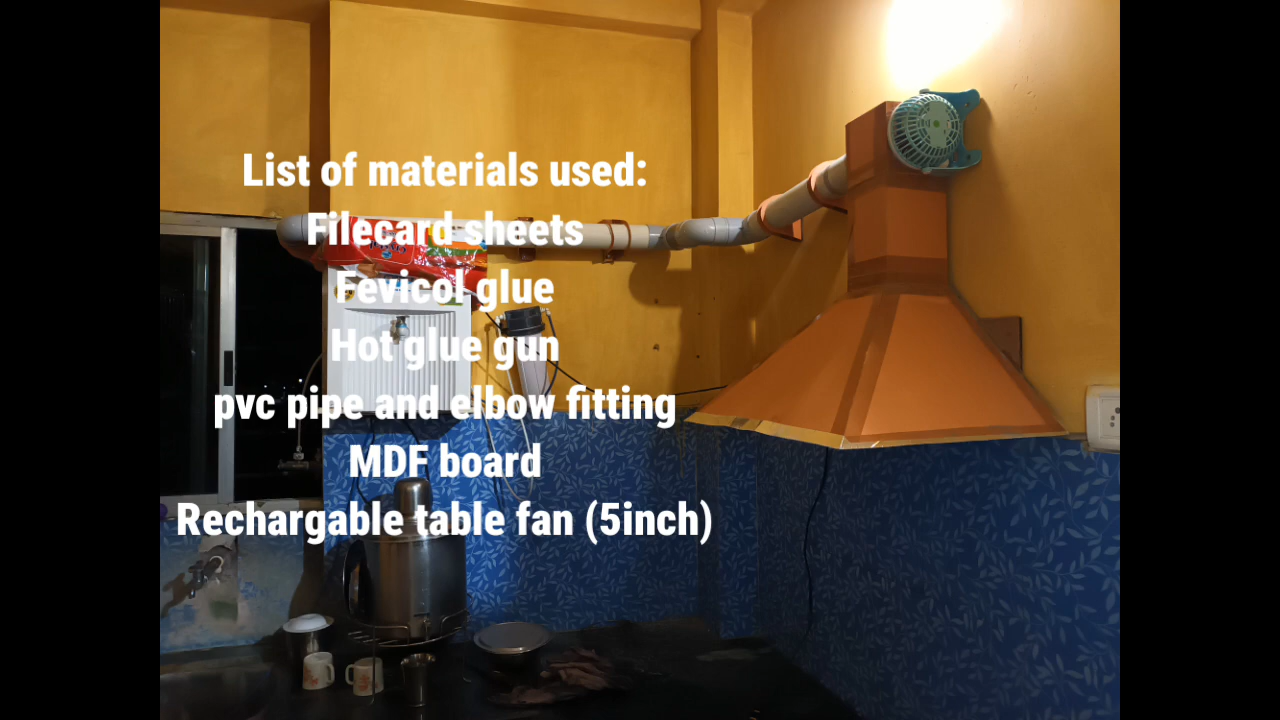 List of materials used:
Filecard sheets
Fevicol glue
Hot glue gun
pvc pipe and elbow fitting
MDF board
Rechargable table fan (5inch)